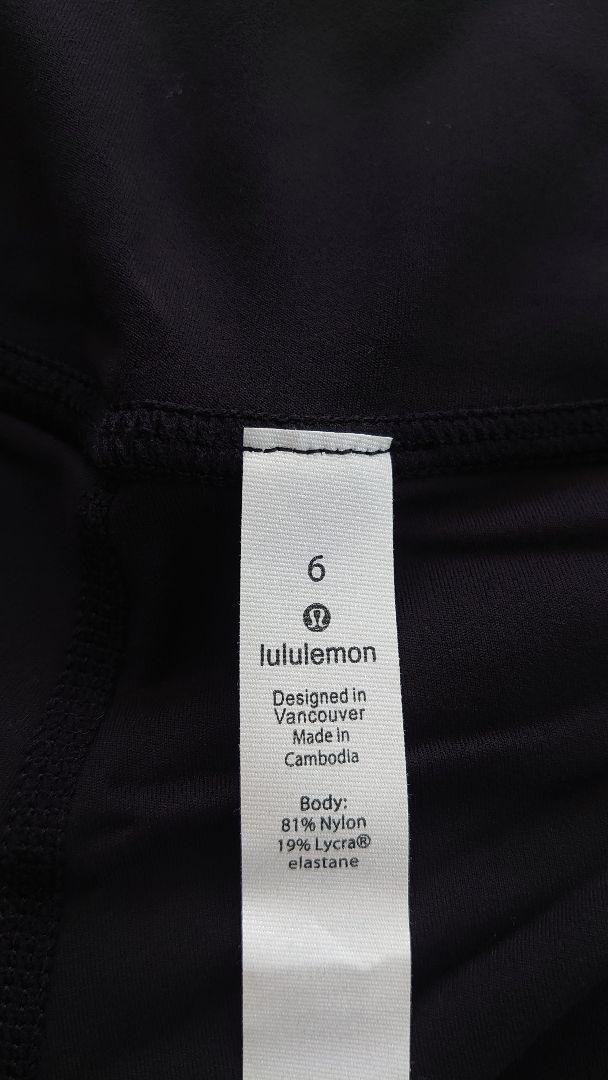 6
lululemon
Designed in
Vancouver
Made in
Cambodia
Body:
81% Nylon
19% Lycra®
elastane